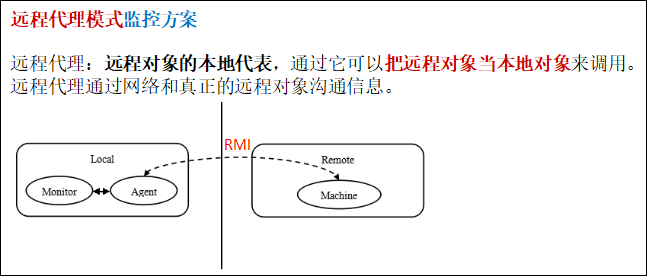 远程代理模式监控方案
远程代理：远程对象的本地代表，通过它可以把远程对象当本地对象来调用。
远程代理通过网络和真正的远程对象沟通信息。
RMI
Local
Remote
Monitor
Agent
Machine